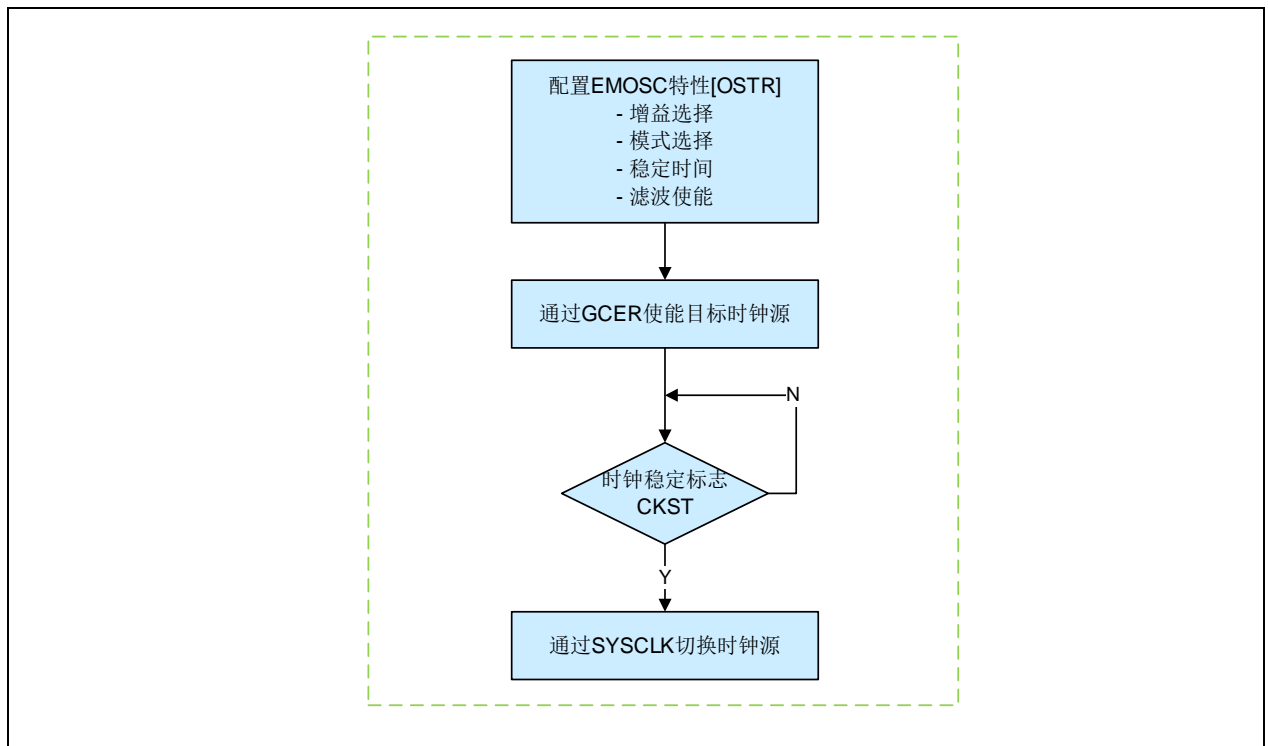 配置EMOSC特性[OSTR]
- 增益选择
- 模式选择
- 稳定时间
- 滤波使能
通过GCER使能目标时钟源
N
时钟稳定标志
CKST
Y
通过SYSCLK切换时钟源